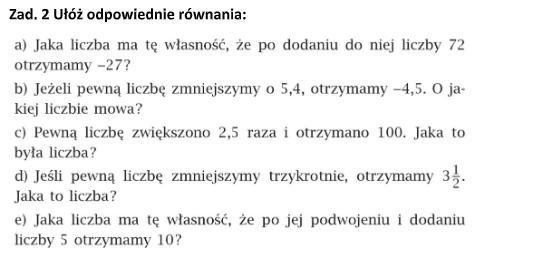 Zad. 2 Ułóż odpowiednie równania:
a) Jaka liczba ma tę własność, że po dodaniu do niej liczby 72
otrzymamy –27?
b) Jeżeli pewną liczbę zmniejszymy o 5,4, otrzymamy –4,5. O ja-
kiej liczbie mowa?
c) Pewną liczbę zwiększono 2,5 raza i otrzymano 100. Jaka to
była liczba?
d) Jeśli pewną liczbę zmniejszymy trzykrotnie, otrzymamy 3½.
Jaka to liczba?
e) Jaka liczba ma tę własność, że po jej podwojeniu i dodaniu
liczby 5 otrzymamy 10?